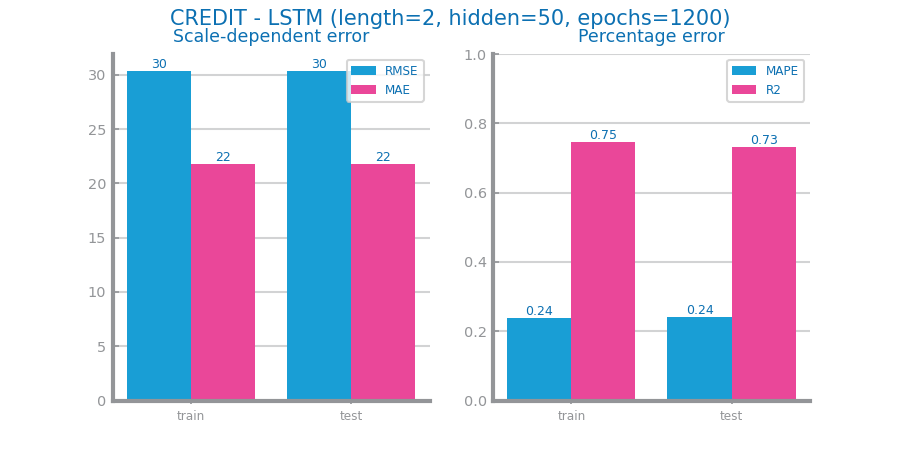 CREDIT - LSTM (length=2, hidden=50, epochs=1200)
Scale-dependent error
30
25
20
15
10
5
0
30
22
30
22
train
test
RMSE
MAE
Percentage error
1.0
0.8
0.6
0.4
0.2
0.0
0.24
0.75
0.24
0.73
train
test
MAPE
R2